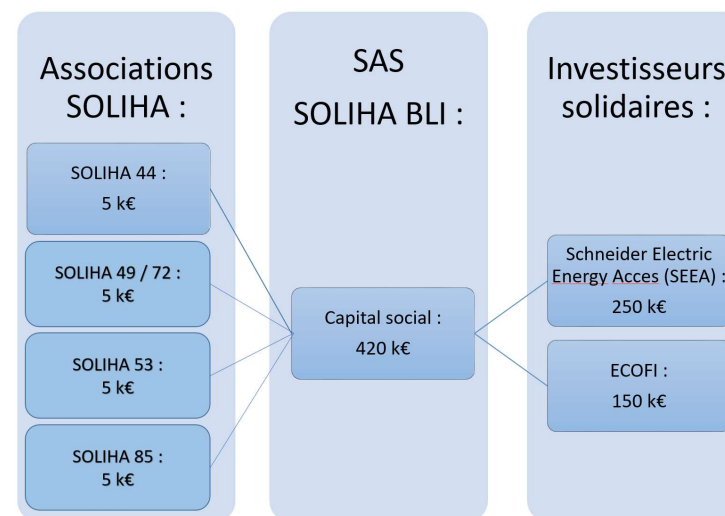 Associations
SOLIHA :
SOLIHA 44 :
5 k€
SOLIHA 49 / 72 :
5 k€
SOLIHA 53 :
5 k€
SOLIHA 85 :
5 k€
SAS
SOLIHA BLI :
Capital social :
420 k€
Investisseurs
solidaires :
Schneider Electric
Energy Acces (SEEA) :
250 k€
ECOFI :
150 k€